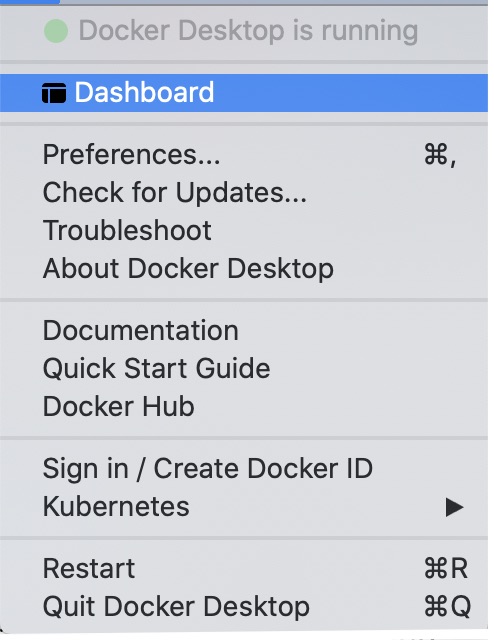 Docker Desktop is running
Dashboard
Preferences... ⌘,
Check for Updates...
Troubleshoot
About Docker Desktop
Documentation
Quick Start Guide
Docker Hub
Sign in / Create Docker ID
Kubernetes ▶
Restart ⌘R
Quit Docker Desktop ⌘Q